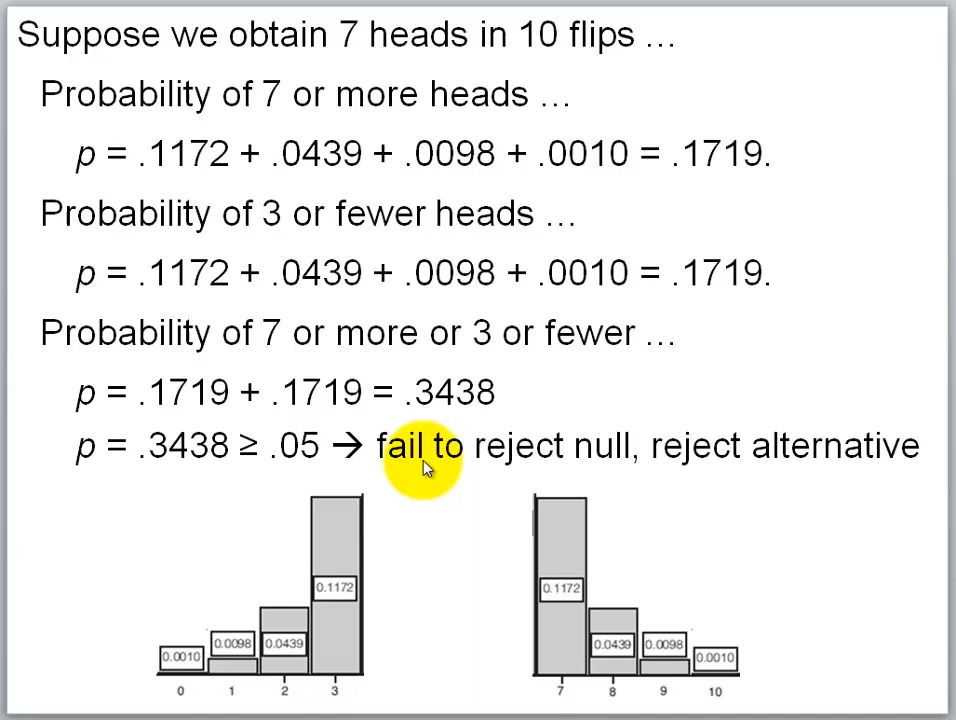 Suppose we obtain 7 heads in 10 flips ...
Probability of 7 or more heads ...
p = .1172 + .0439 + .0098 + .0010 = .1719.
Probability of 3 or fewer heads ...
p = .1172 + .0439 + .0098 + .0010 = .1719.
Probability of 7 or more or 3 or fewer ...
p = .1719 + .1719 = .3438
p = .3438 ≥ .05 → fail to reject null, reject alternative
0.0010 0.0098 0.0439 0.1172
0 1 2 3
0.1172 0.0439 0.0098 0.0010
7 8 9 10